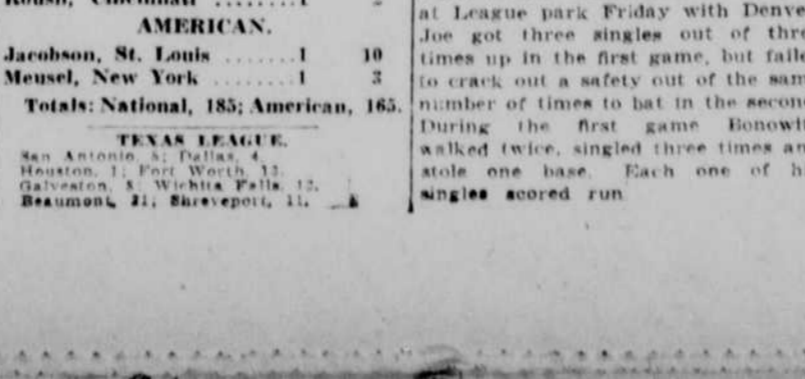 AMERICAN.
Jacobson, St. Louis ........1 10
Meusel, New York ........1 3
Totals: National, 185; American, 165.
TEXAS LEAGUE.
San Antonio, 5; Dallas, 4.
Houston, 1; Fort Worth, 13.
Galveston, 8; Wichita Falls, 12.
Beaumont, 21; Shreveport, 11.
at League park Friday with Denve
Joe got three singles out of thre
times up in the first game, but faile
to crack out a safety out of the sam
number of times to bat in the secon
During the first game Bonowit
walked twice, singled three times an
stole one base. Each one of h
singles scored run